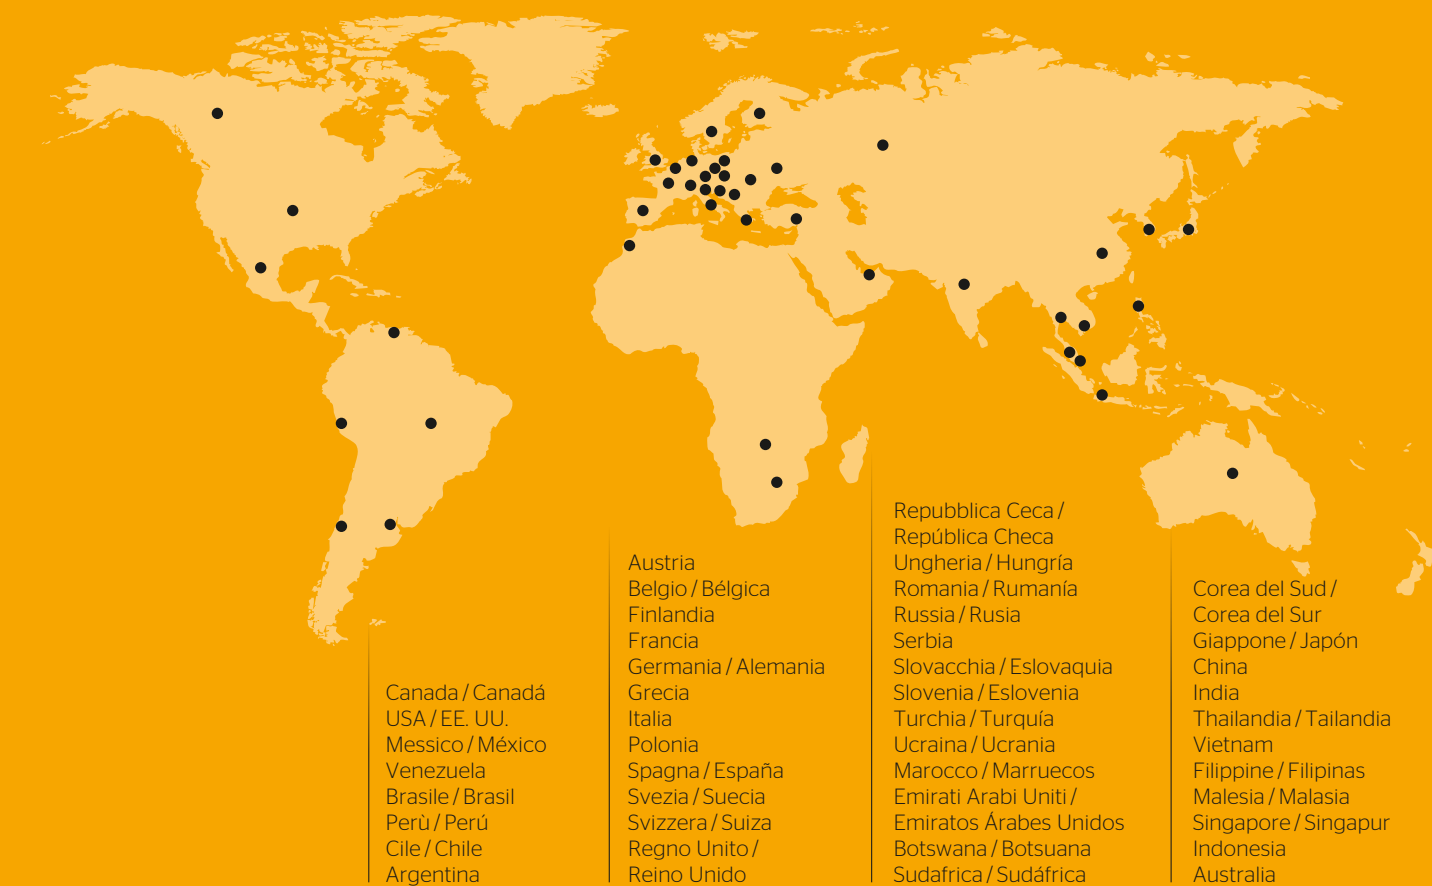 Canada / Canadá
USA / EE. UU.
Messico / México
Venezuela
Brasile / Brasil
Perù / Perú
Cile / Chile
Argentina
Austria
Belgio / Bélgica
Finlandia
Francia
Germania / Alemania
Grecia
Italia
Polonia
Spagna / España
Svezia / Suecia
Svizzera / Suiza
Regno Unito /
Reino Unido
Repubblica Ceca /
República Checa
Ungheria / Hungría
Romania / Rumanía
Russia / Rusia
Serbia
Slovacchia / Eslovaquia
Slovenia / Eslovenia
Turchia / Turquía
Ucraina / Ucrania
Marocco / Marruecos
Emirati Arabi Uniti /
Emiratos Árabes Unidos
Botswana / Botsuana
Sudafrica / Sudáfrica
Corea del Sud /
Corea del Sur
Giappone / Japón
China
India
Thailandia / Tailandia
Vietnam
Filippine / Filipinas
Malesia / Malasia
Singapore / Singapur
Indonesia
Australia